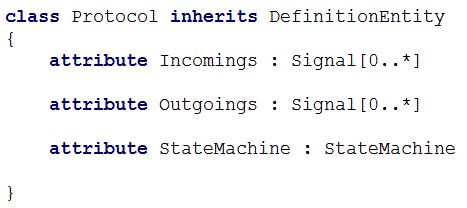 class Protocol inherits DefinitionEntity
{
attribute Incomings : Signal[0..*]
attribute Outgoings : Signal[0..*]
attribute StateMachine : StateMachine
}